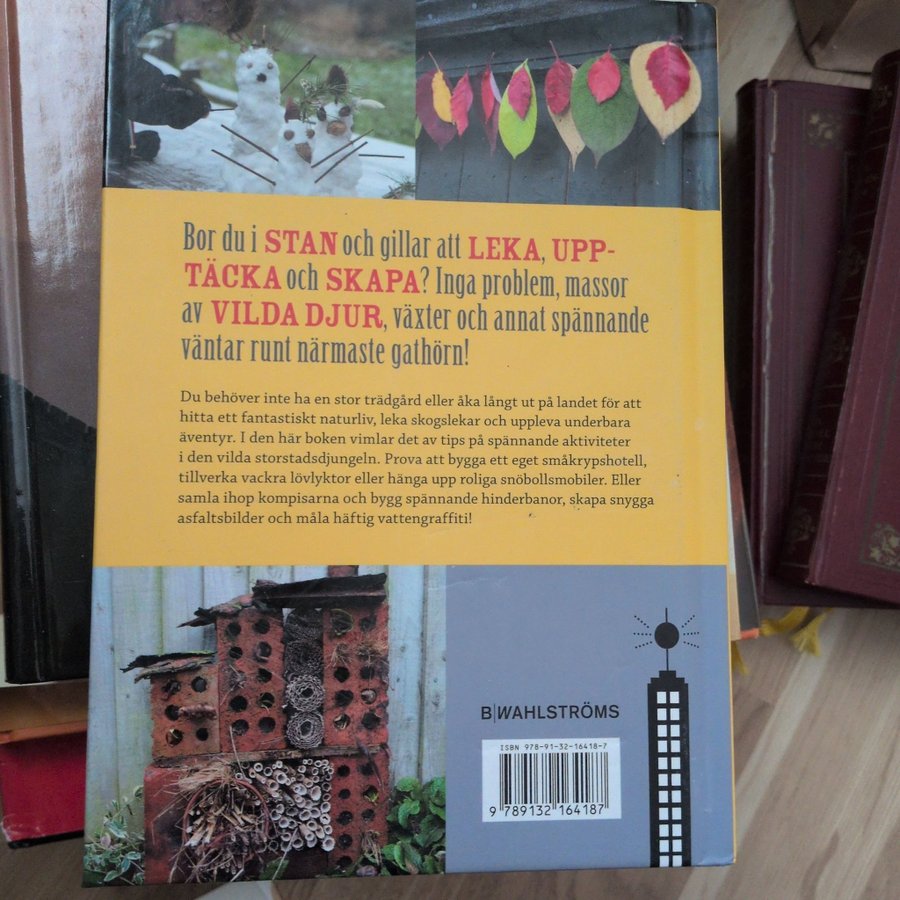 Bor du i STAN och gillar att LEKA, UPP-
TÄCKA och SKAPA? Inga problem, massor
av VILDA DJUR, växter och annat spännande
väntar runt närmaste gathörn!
Du behöver inte ha en stor trädgård eller åka långt ut på landet för att
hitta ett fantastiskt naturliv, leka skogslekar och uppleva underbara
äventyr. I den här boken vimlar det av tips på spännande aktiviteter
i den vilda storstadsdjungeln. Prova att bygga ett eget småkrypshotell,
tillverka vackra lövlyktor eller hänga upp roliga snöbollsmobiler. Eller
samla ihop kompisarna och bygg spännande hinderbanor, skapa snygga
asfaltsbilder och måla häftig vattengraffiti!
B|WAHLSTRÖMS
ISBN 978-91-32-16418-7
9 789132 164187